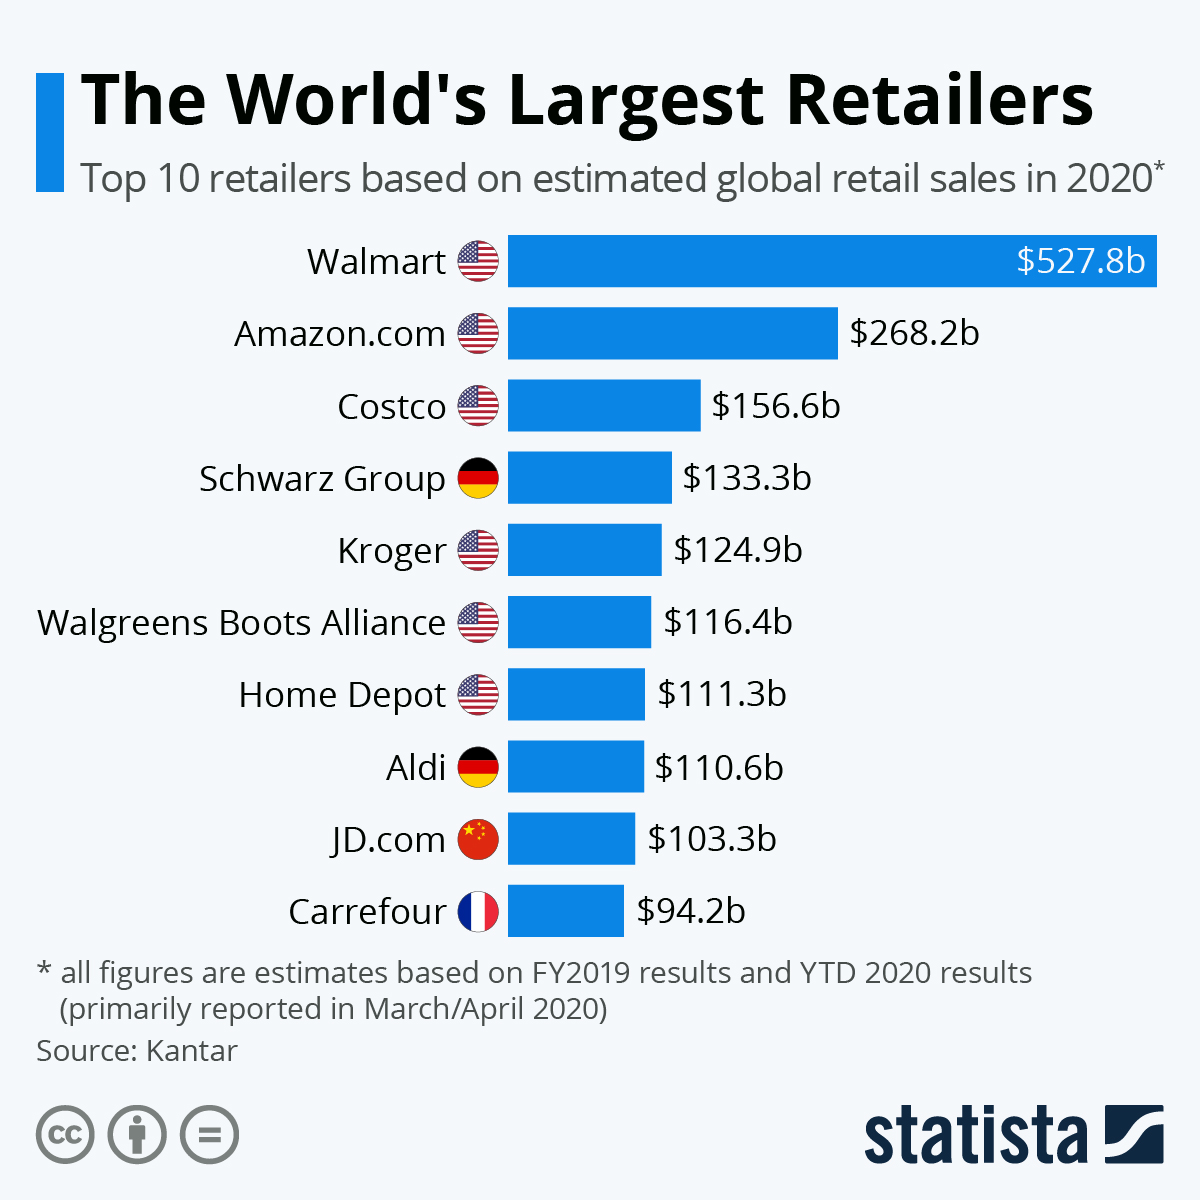 The World's Largest Retailers
Top 10 retailers based on estimated global retail sales in 2020*
Walmart $527.8b
Amazon.com $268.2b
Costco $156.6b
Schwarz Group $133.3b
Kroger $124.9b
Walgreens Boots Alliance $116.4b
Home Depot $111.3b
Aldi $110.6b
JD.com $103.3b
Carrefour $94.2b
* all figures are estimates based on FY2019 results and YTD 2020 results
(primarily reported in March/April 2020)
Source: Kantar
cc = statista